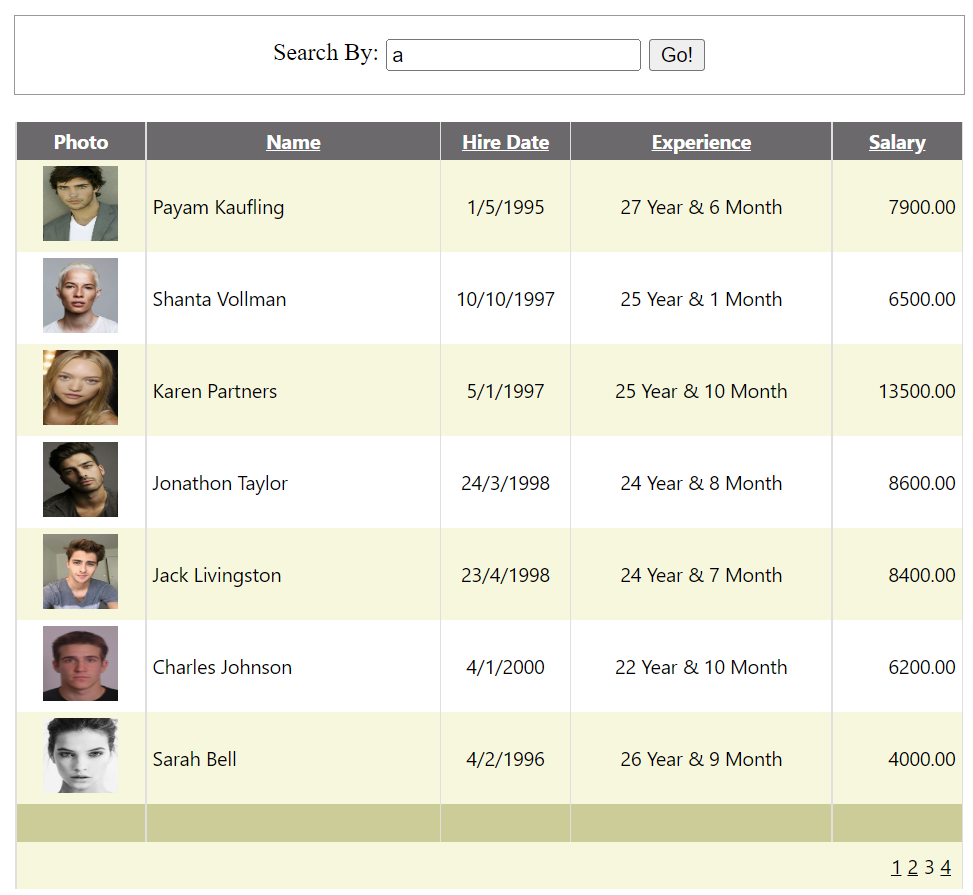 Search By: a Go!
Photo Name Hire Date Experience Salary
Payam Kaufling 1/5/1995 27 Year & 6 Month 7900.00
Shanta Vollman 10/10/1997 25 Year & 1 Month 6500.00
Karen Partners 5/1/1997 25 Year & 10 Month 13500.00
Jonathon Taylor 24/3/1998 24 Year & 8 Month 8600.00
Jack Livingston 23/4/1998 24 Year & 7 Month 8400.00
Charles Johnson 4/1/2000 22 Year & 10 Month 6200.00
Sarah Bell 4/2/1996 26 Year & 9 Month 4000.00
1 2 3 4